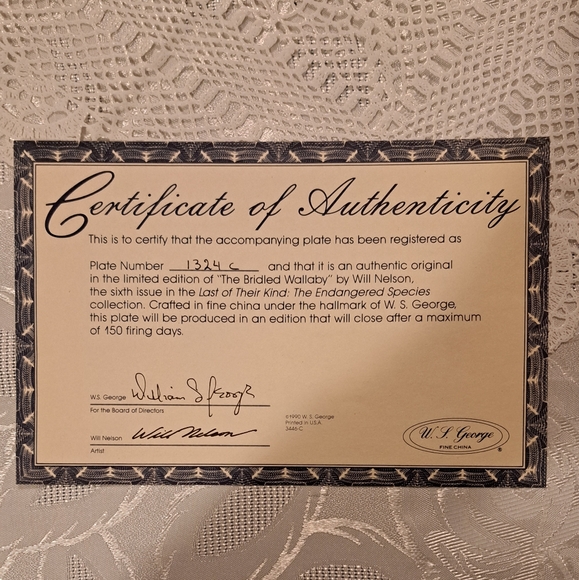 Certificate of Authenticity
This is to certify that the accompanying plate has been registered as
Plate Number 1324 C and that it is an authentic original
in the limited edition of "The Bridled Wallaby" by Will Nelson,
the sixth issue in the Last of Their Kind: The Endangered Species
collection. Crafted in fine china under the hallmark of W. S. George,
this plate will be produced in an edition that will close after a maximum
of 150 firing days.
W.S. George
For the Board of Directors
Will Nelson Will Nelson
Artist
©1990 W. S. George
Printed in U.S.A.
3446-C
W. S. George
FINE CHINA
®